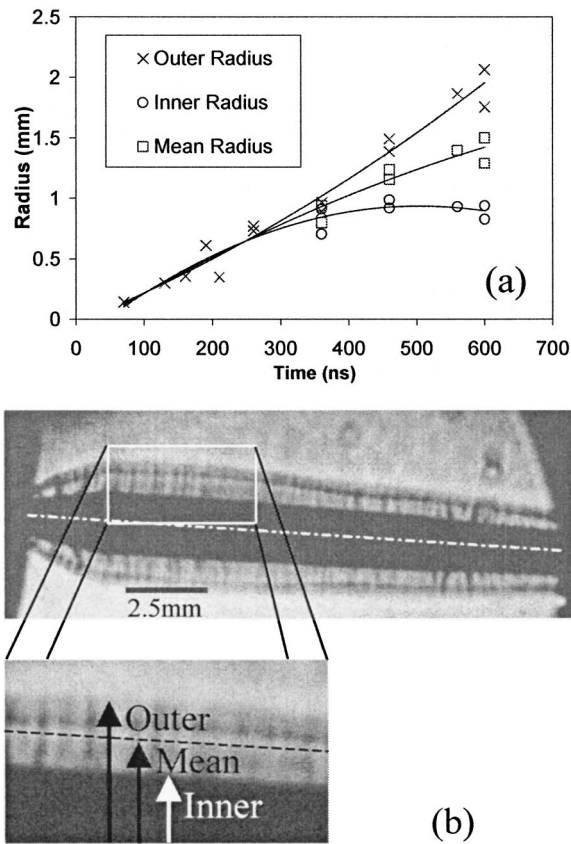 2.5
2
1.5
1
0.5
0
Radius (mm)
Outer Radius
Inner Radius
Mean Radius
(a)
0 100 200 300 400 500 600 700
Time (ns)
2.5mm
Outer
Mean
Inner
(b)